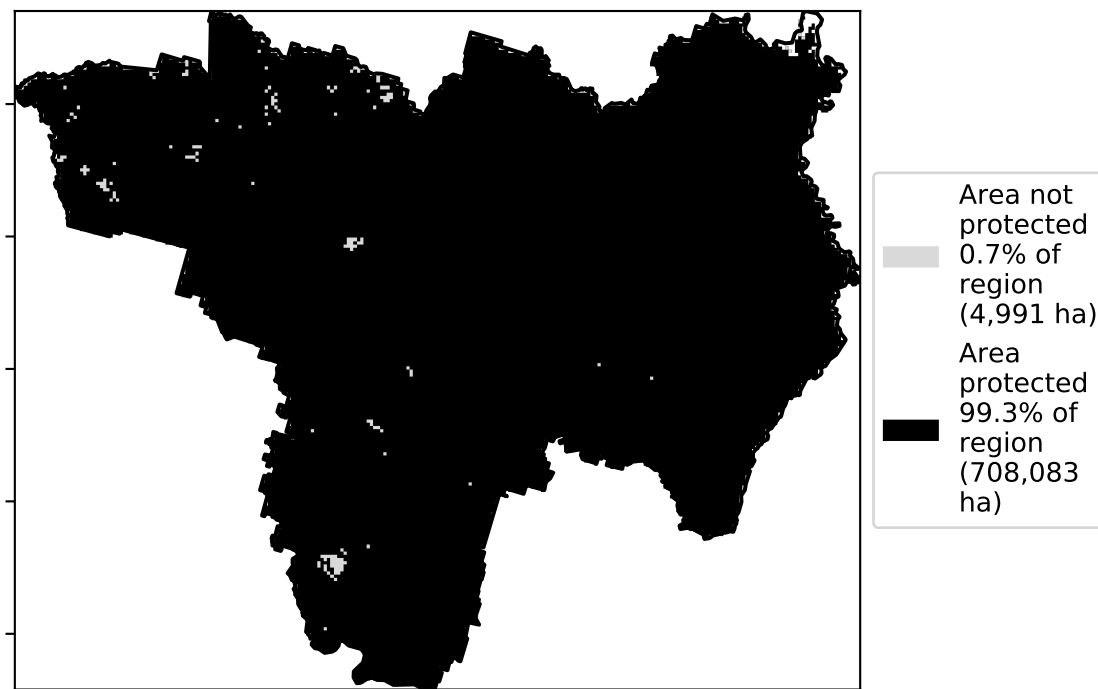 Area not
protected
0.7% of
region
(4,991 ha)
Area
protected
99.3% of
region
(708,083
ha)